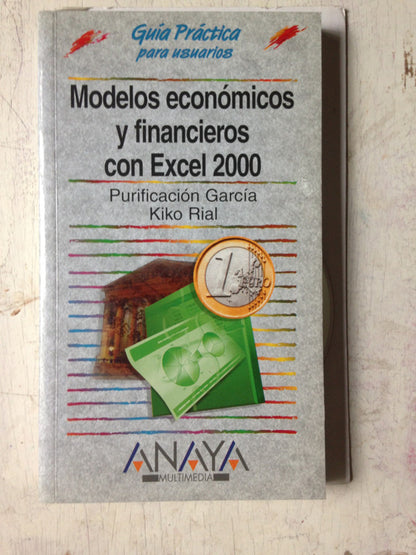 Guía Práctica
para usuarios
Modelos económicos
y financieros
con Excel 2000
Purificación García
Kiko Rial
1 EURO
ANAYA
MULTIMEDIA